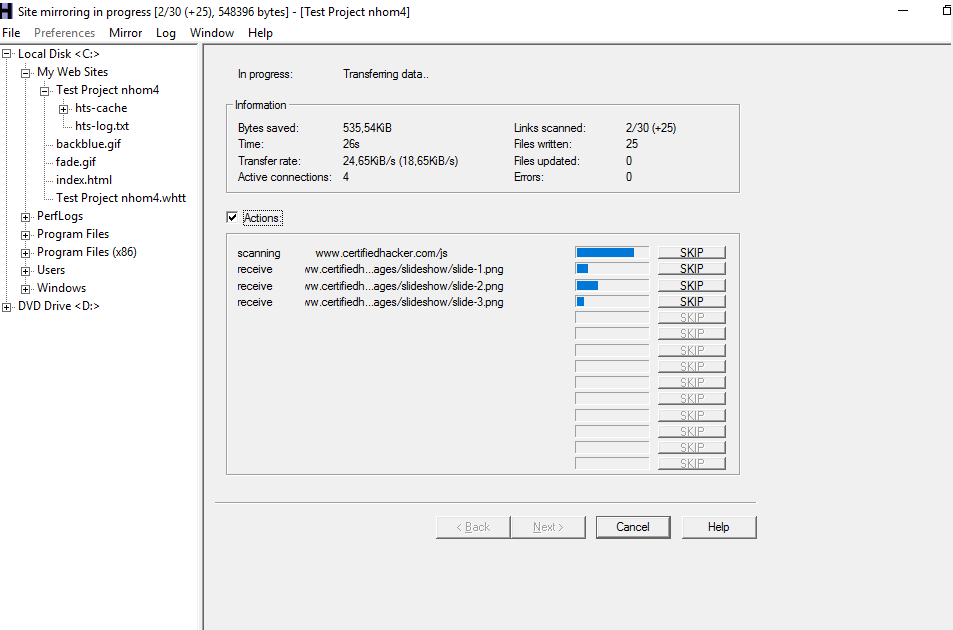 Site mirroring in progress [2/30 (+25), 548396 bytes] - [Test Project nhom4]
File Preferences Mirror Log Window Help
Local Disk <C:>
My Web Sites
Test Project nhom4
hts-cache
hts-log.txt
backblue.gif
fade.gif
index.html
Test Project nhom4.whtt
PerfLogs
Program Files
Program Files (x86)
Users
Windows
DVD Drive <D:>
In progress: Transferring data..
Information
Bytes saved: 535,54KiB Links scanned: 2/30 (+25)
Time: 26s Files written: 25
Transfer rate: 24,65KiB/s (18,65KiB/s) Files updated: 0
Active connections: 4 Errors: 0
Actions:
scanning www.certifiedhacker.com/js SKIP
receive ww.certifiedh...ages/slideshow/slide-1.png SKIP
receive ww.certifiedh...ages/slideshow/slide-2.png SKIP
receive ww.certifiedh...ages/slideshow/slide-3.png SKIP
SKIP
SKIP
SKIP
SKIP
SKIP
SKIP
SKIP
SKIP
SKIP
SKIP
< Back Next > Cancel Help